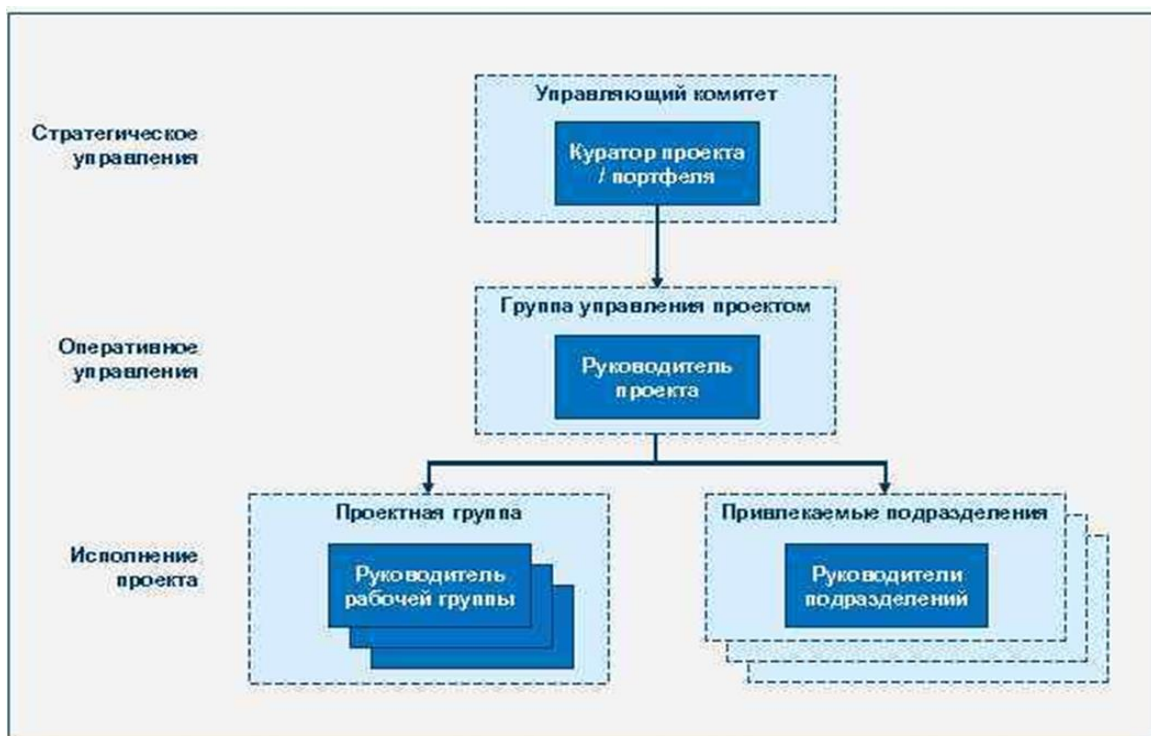 Управляющий комитет
Стратегическое
управления
Куратор проекта
/ портфеля
Группа управления проектом
Оперативное
управления
Руководитель
проекта
Проектная группа
Привлекаемые подразделения
Исполнение
проекта
Руководитель
рабочей группы
Руководители
подразделений